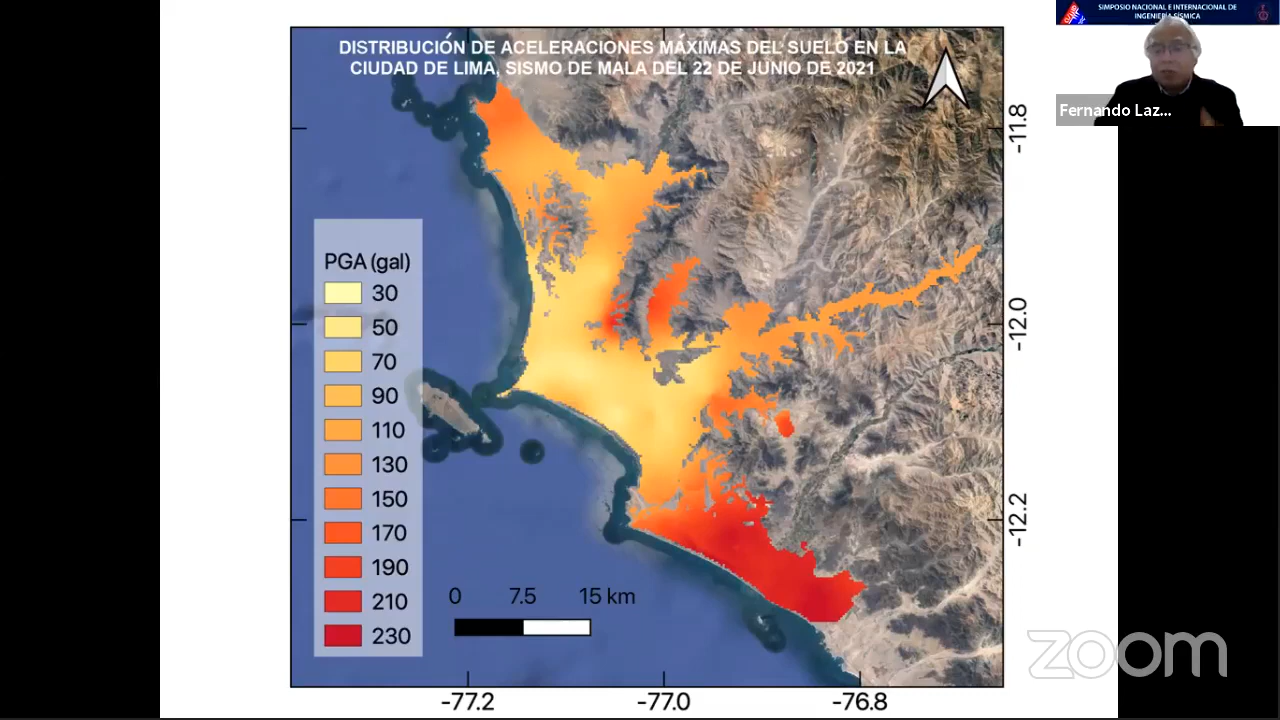 SIMPOSIO NACIONAL E INTERNACIONAL DE
INGENIERÍA SÍSMICA
Fernando Laz...
DISTRIBUCIÓN DE ACELERACIONES MÁXIMAS DEL SUELO EN LA
CIUDAD DE LIMA, SISMO DE MALA DEL 22 DE JUNIO DE 2021
-11.8
-12.0
-12.2
PGA (gal)
30
50
70
90
110
130
150
170
190
210
230
0 7.5 15 km
-77.2 -77.0 -76.8
zoom